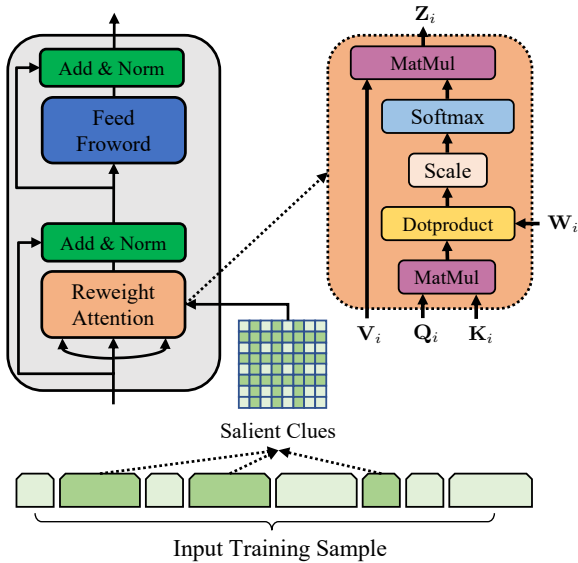 Add & Norm
Feed
Froword
Add & Norm
Reweight
Attention
Z_i
MatMul
Softmax
Scale
Dotproduct
W_i
MatMul
V_i
Q_i
K_i
Salient Clues
Input Training Sample